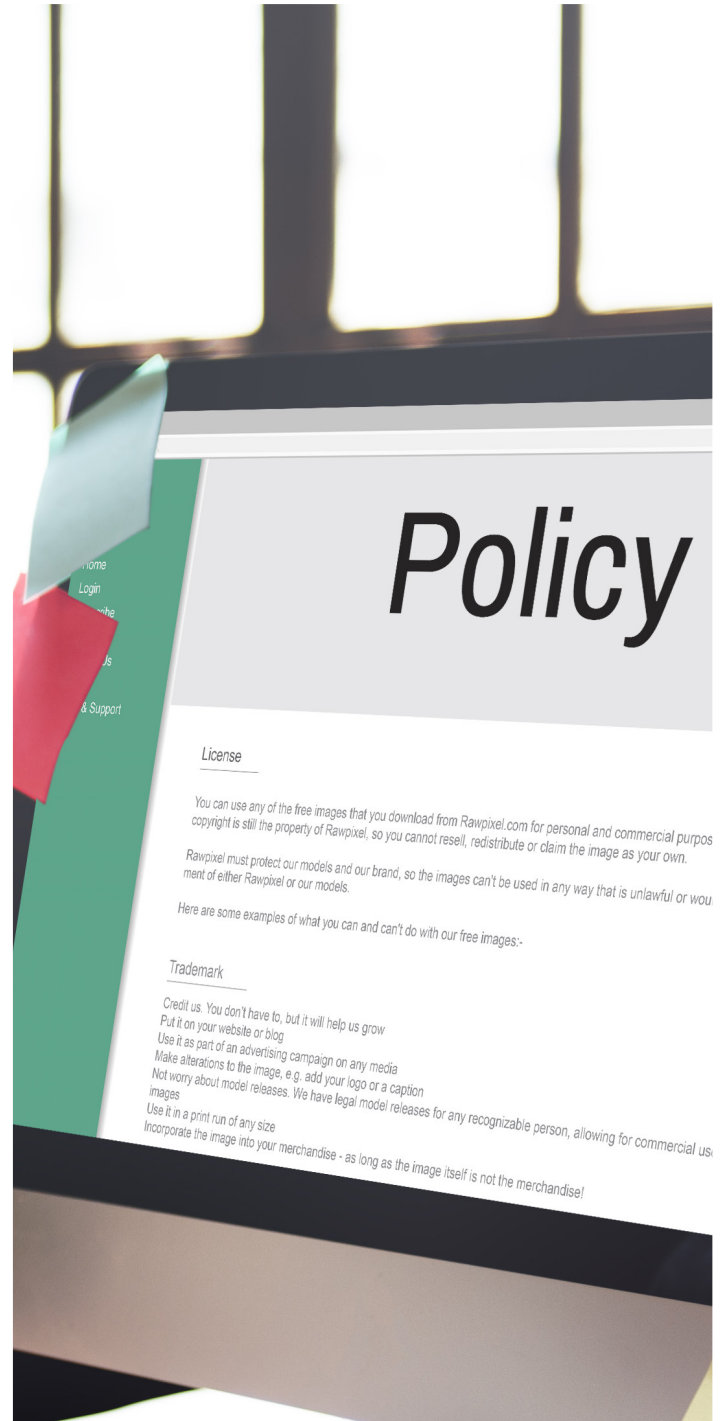 Policy
Home
Login
Us
& Support
License
You can use any of the free images that you download from Rawpixel.com for personal and commercial
copyright is still the property of Rawpixel, so you cannot resell, redistribute or claim the image as your own.
Rawpixel must protect our models and our brand, so the images can't be used in any way that is unlawful or
ment of either Rawpixel or our models.
Here are some examples of what you can and can't do with our free images:-
Trademark
Credit us. You don't have to, but it will help us grow
Put it on your website or blog
Use it as part of an advertising campaign on any media
Make alterations to the image, e.g. add your logo or a caption
Not worry about model releases. We have legal model releases for any recognizable person, allowing for commercial
images
Use it in a print run of any size
Incorporate the image into your merchandise - as long as the image itself is not the merchandise!